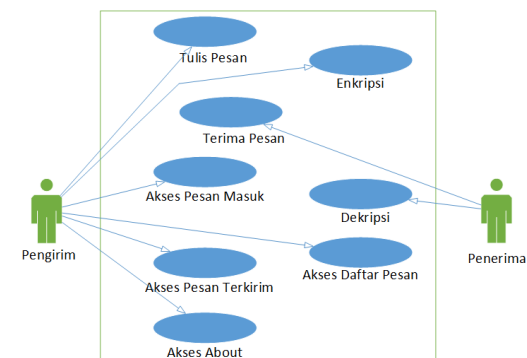 Tulis Pesan
Enkripsi
Terima Pesan
Akses Pesan Masuk
Dekripsi
Pengirim
Penerima
Akses Daftar Pesan
Akses Pesan Terkirim
Akses About